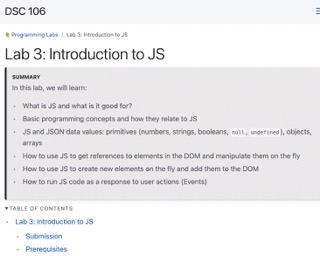 DSC 106
Programming Labs / Lab 3: Introduction to JS
Lab 3: Introduction to JS
SUMMARY
In this lab, we will learn:
• What is JS and what is it good for?
• Basic programming concepts and how they relate to JS
• JS and JSON data values: primitives (numbers, strings, booleans, null, undefined), objects,
arrays
• How to use JS to get references to elements in the DOM and manipulate them on the fly
• How to use JS to create new elements on the fly and add them to the DOM
• How to run JS code as a response to user actions (Events)
▾ TABLE OF CONTENTS
• Lab 3: Introduction to JS
• Submission
• Prerequisites